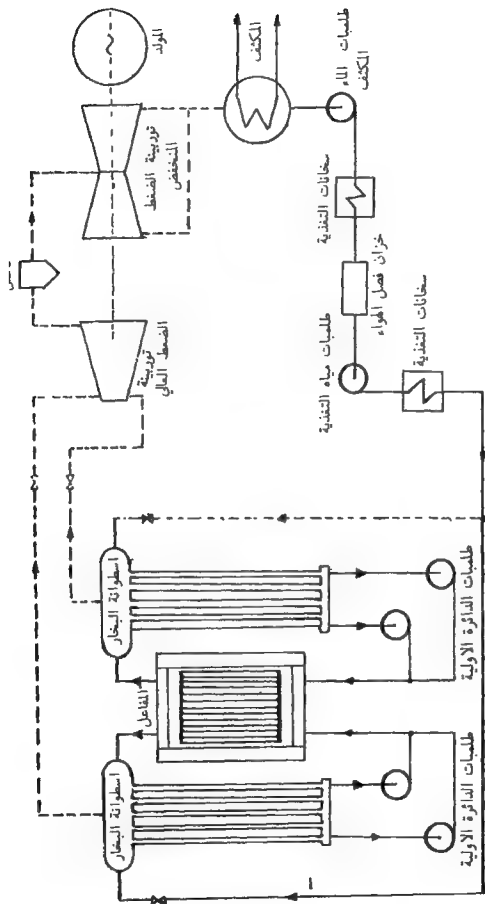 المولد
توربينة الضغط
المنخفض
توربينة
الضغط العالي
المكثف
طلمبات الماء
المكثف
سخانات التغذية
خزان فصل الهواء
طلمبات مياه التغذية
سخانات التغذية
اسطوانة البخار
المفاعل
اسطوانة البخار
طلمبات الدائرة الاولية
طلمبات الدائرة الاولية